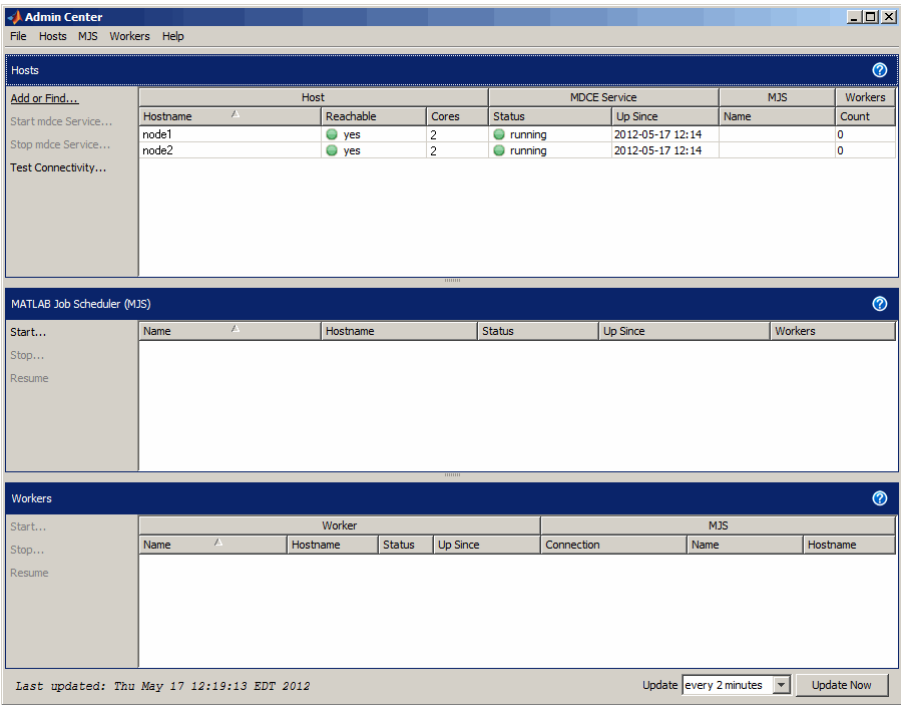 Admin Center
File Hosts MJS Workers Help
Hosts
Add or Find...
Start mdce Service...
Stop mdce Service...
Test Connectivity...
Host MDCE Service MJS Workers
Hostname Reachable Cores Status Up Since Name Count
node1 yes 2 running 2012-05-17 12:14 0
node2 yes 2 running 2012-05-17 12:14 0
MATLAB Job Scheduler (MJS)
Start...
Stop...
Resume
Name Hostname Status Up Since Workers
Workers
Start...
Stop...
Resume
Worker MJS
Name Hostname Status Up Since Connection Name Hostname
Last updated: Thu May 17 12:19:13 EDT 2012
Update every 2 minutes Update Now